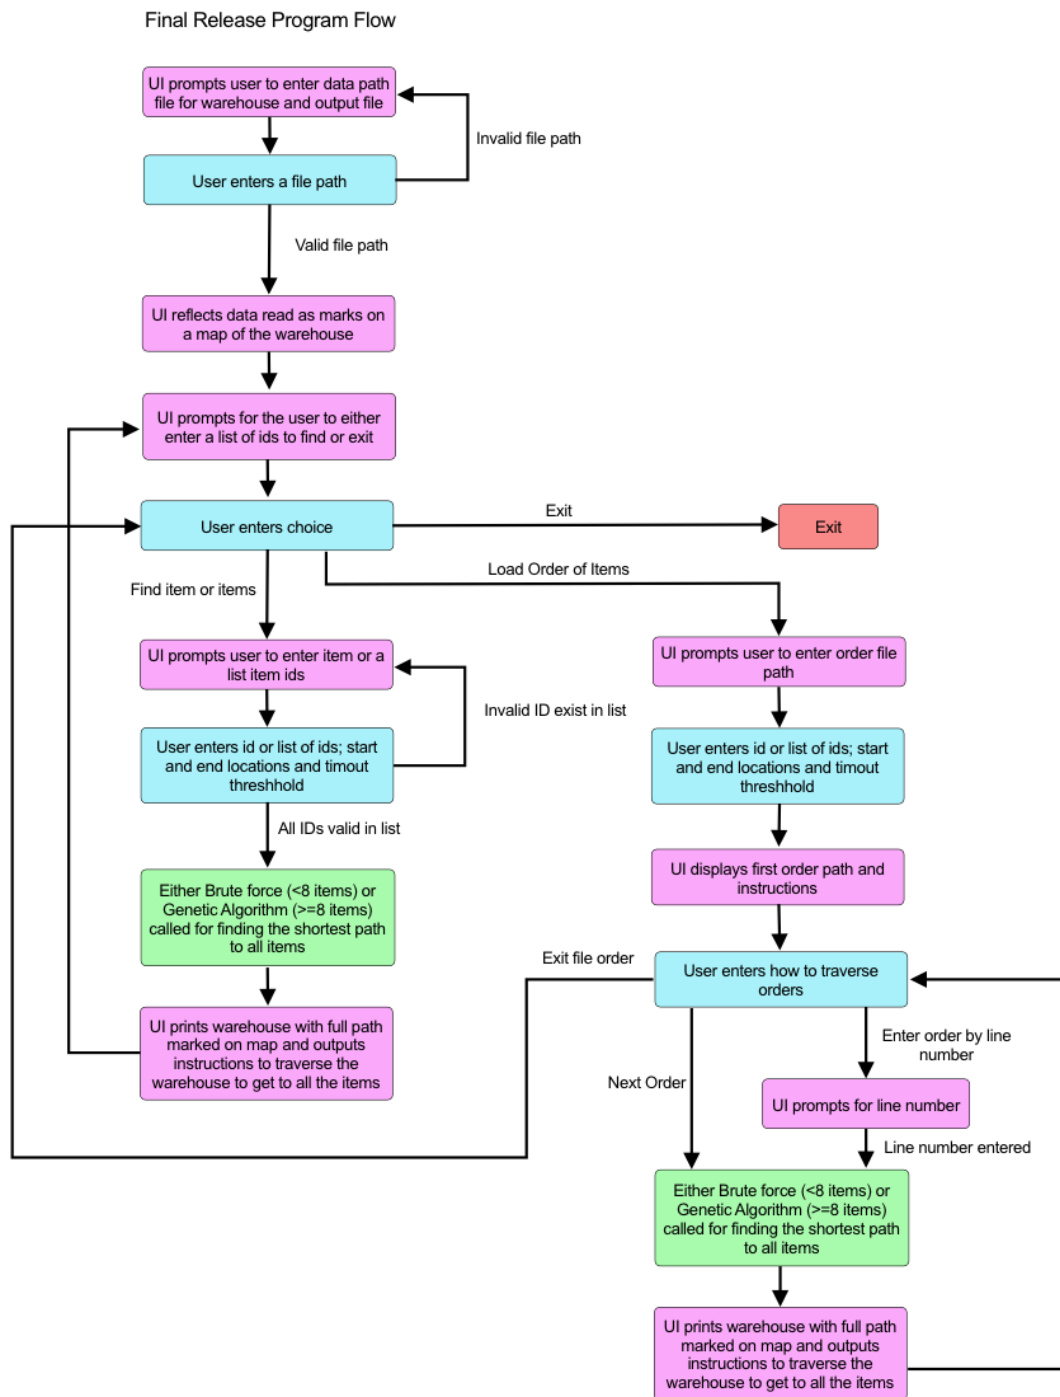 Final Release Program Flow
UI prompts user to enter data path
file for warehouse and output file
Invalid file path
User enters a file path
Valid file path
UI reflects data read as marks on
a map of the warehouse
UI prompts for the user to either
enter a list of ids to find or exit
User enters choice
Exit
Exit
Load Order of Items
Find item or items
UI prompts user to enter item or a
list item ids
Invalid ID exist in list
User enters id or list of ids; start
and end locations and timout
threshhold
All IDs valid in list
Either Brute force (<8 items) or
Genetic Algorithm (>=8 items)
called for finding the shortest path
to all items
UI prints warehouse with full path
marked on map and outputs
instructions to traverse the
warehouse to get to all the items
UI prompts user to enter order file
path
User enters id or list of ids; start
and end locations and timout
threshhold
UI displays first order path and
instructions
Exit file order
User enters how to traverse
orders
Enter order by line
number
Next Order
UI prompts for line number
Line number entered
Either Brute force (<8 items) or
Genetic Algorithm (>=8 items)
called for finding the shortest path
to all items
UI prints warehouse with full path
marked on map and outputs
instructions to traverse the
warehouse to get to all the items